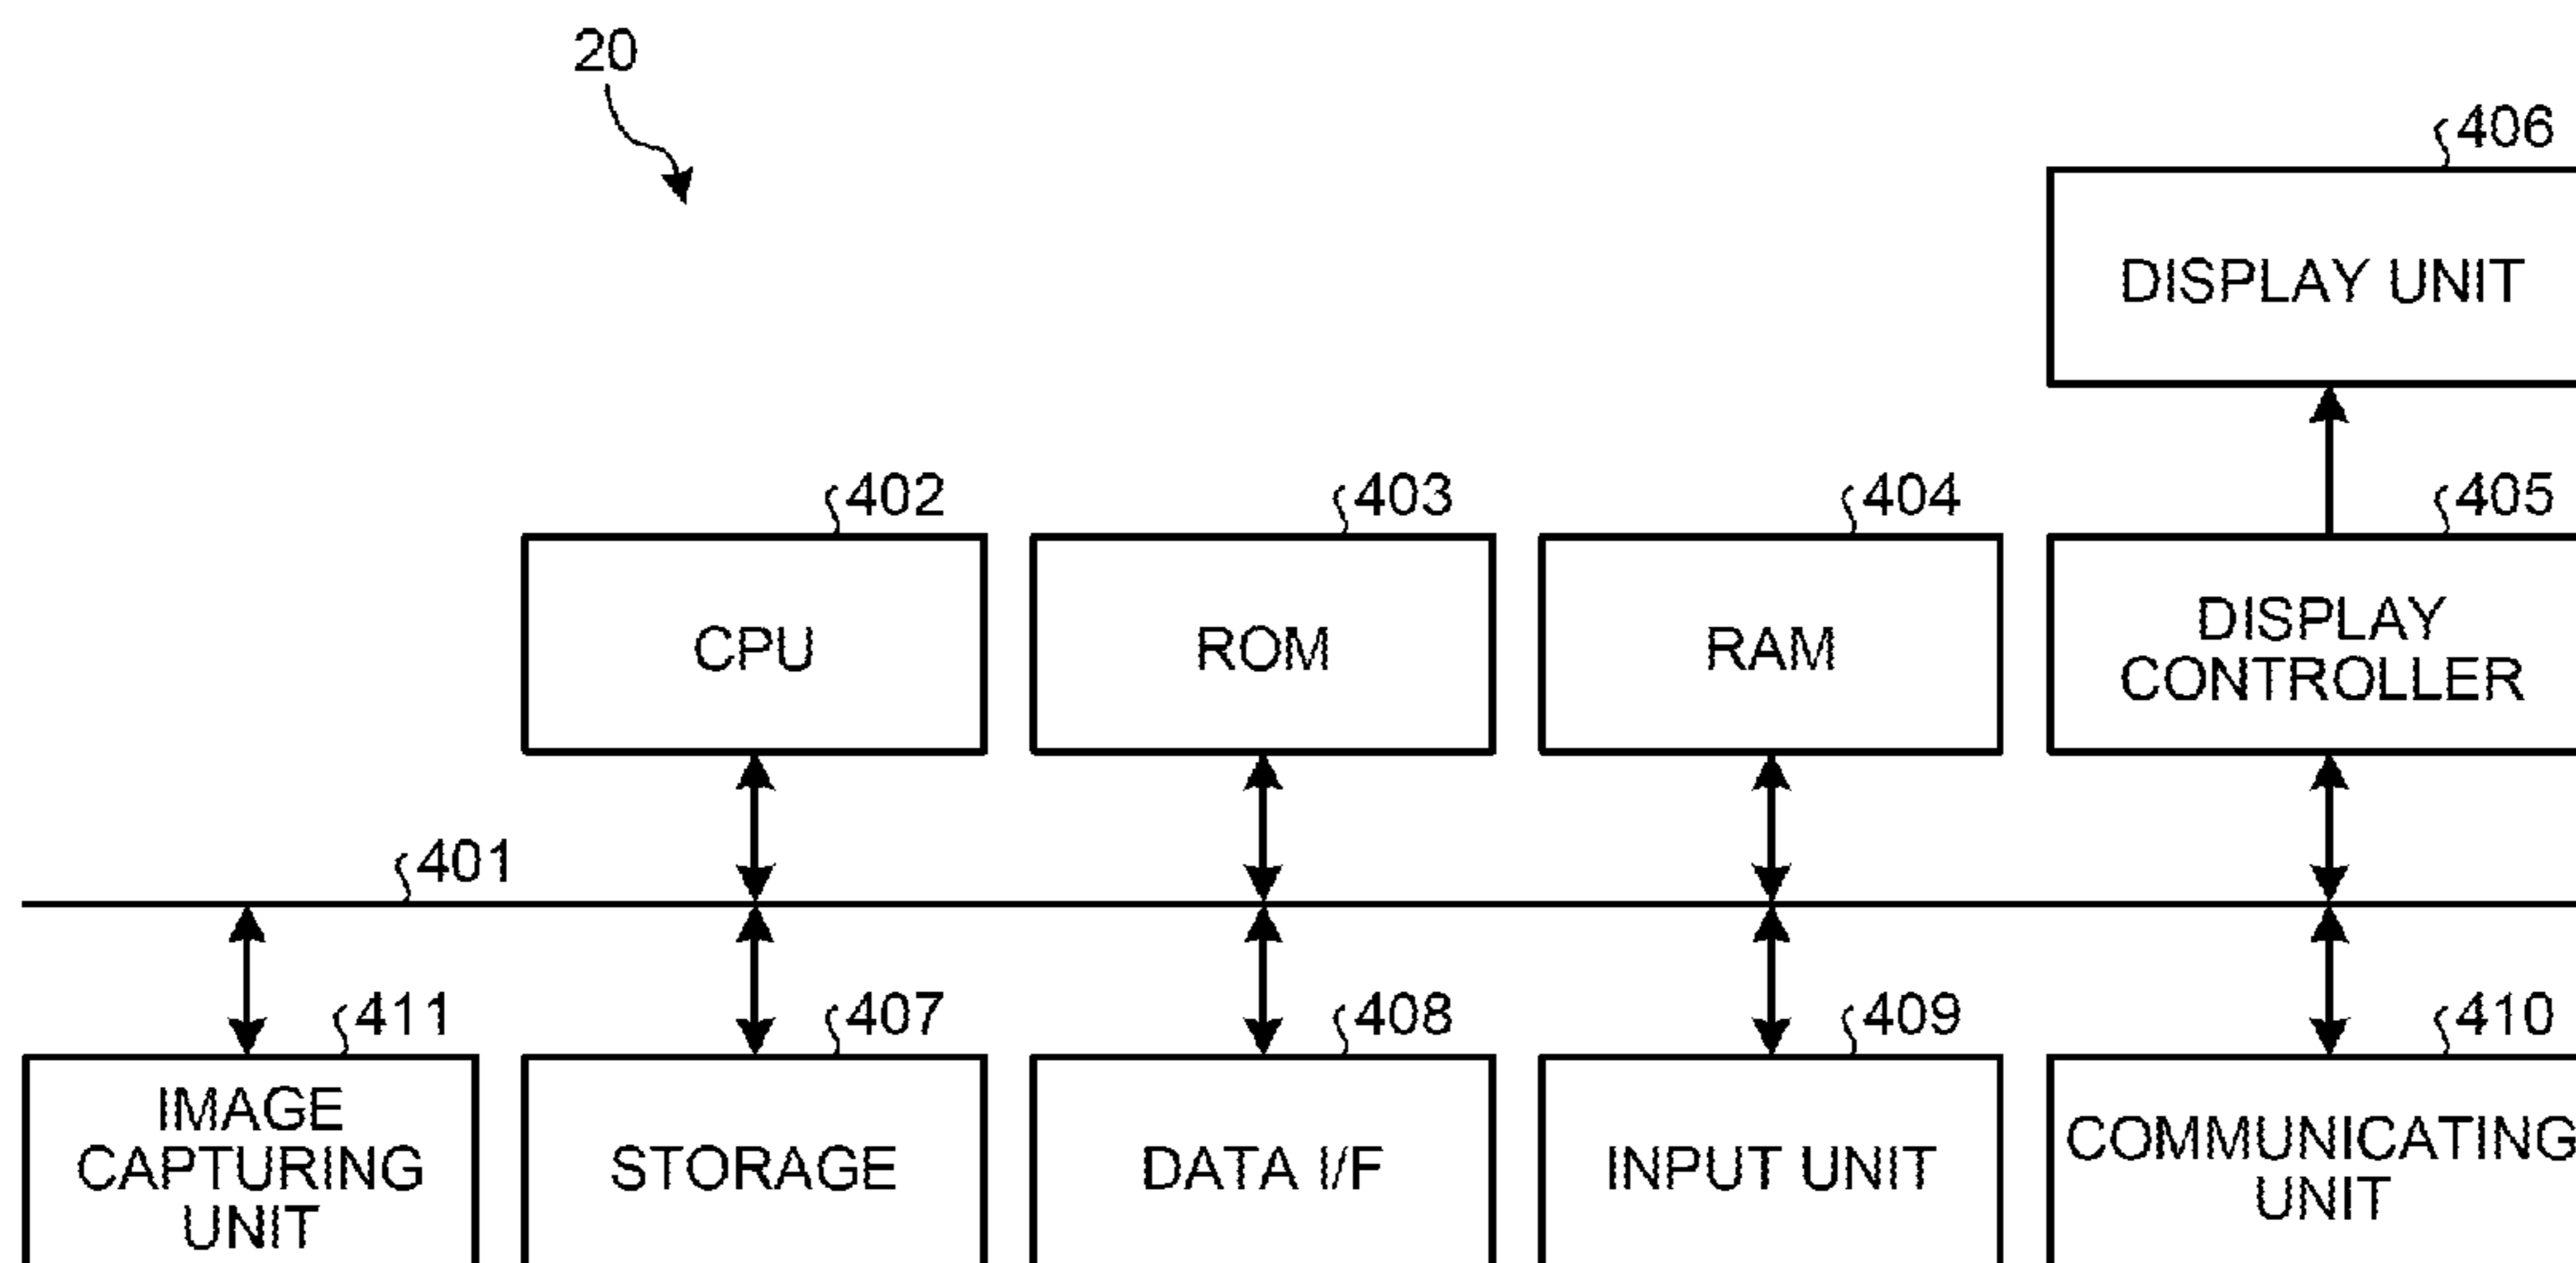 20
406
DISPLAY UNIT
402
403
404
405
CPU
ROM
RAM
DISPLAY
CONTROLLER
401
411
407
408
409
410
IMAGE
CAPTURING
UNIT
STORAGE
DATA I/F
INPUT UNIT
COMMUNICATING
UNIT